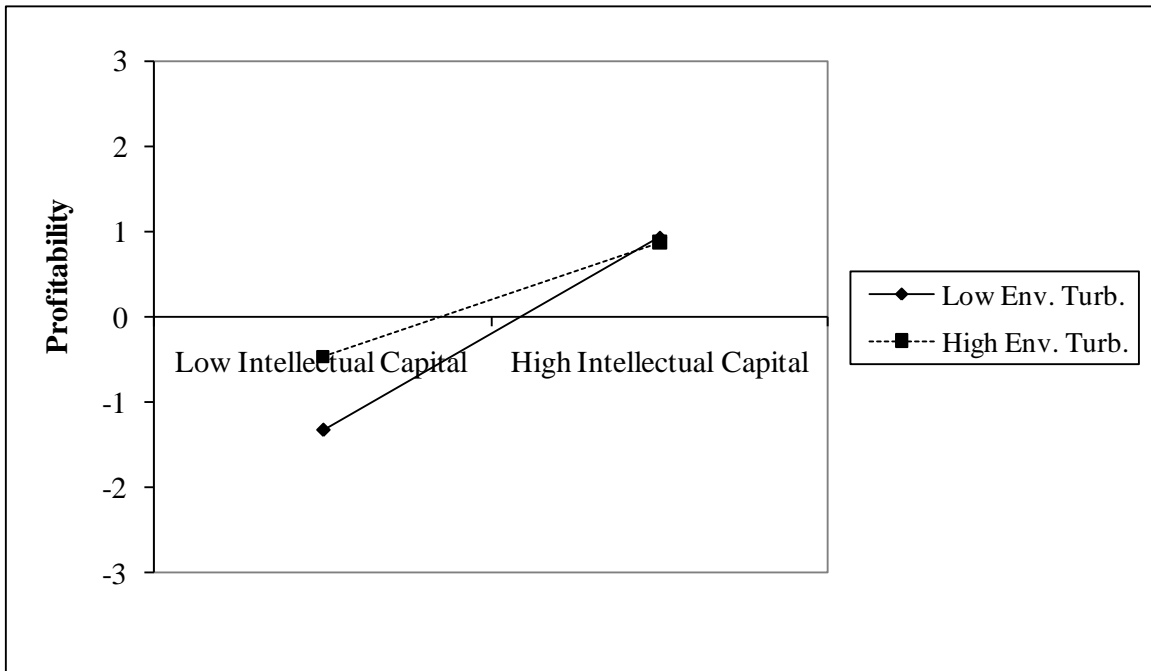 Profitability
3
2
1
0
-1
-2
-3
Low Intellectual Capital
High Intellectual Capital
Low Env. Turb.
High Env. Turb.